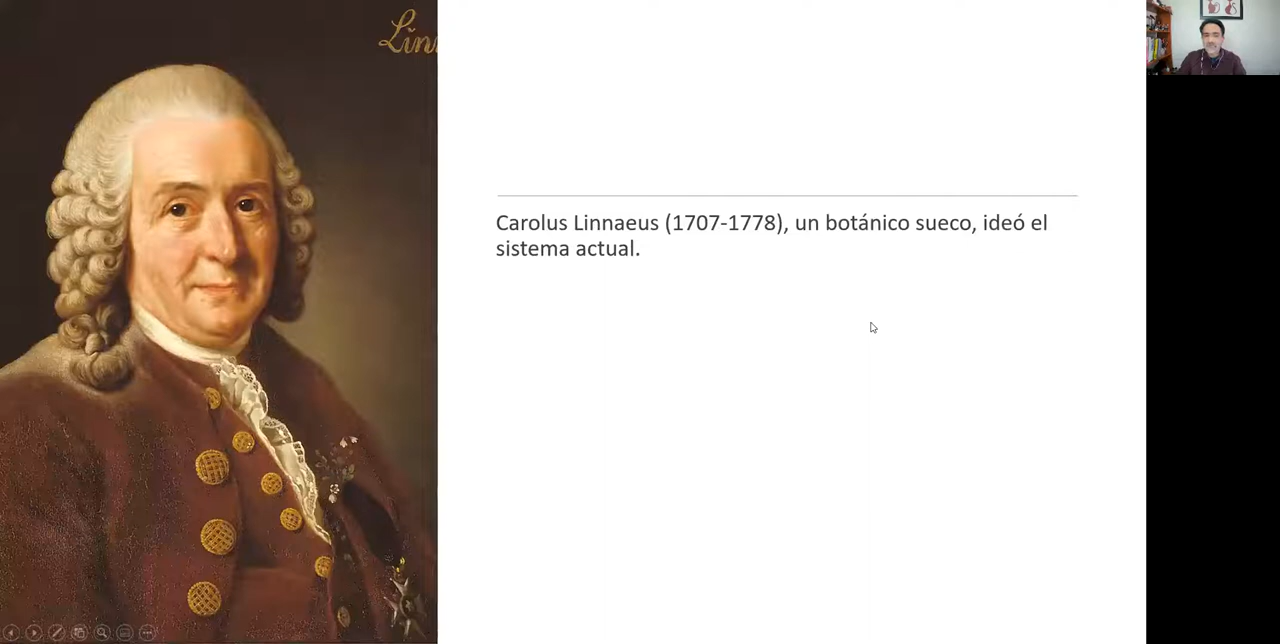 Carolus Linnaeus (1707-1778), un botánico sueco, ideó el
sistema actual.